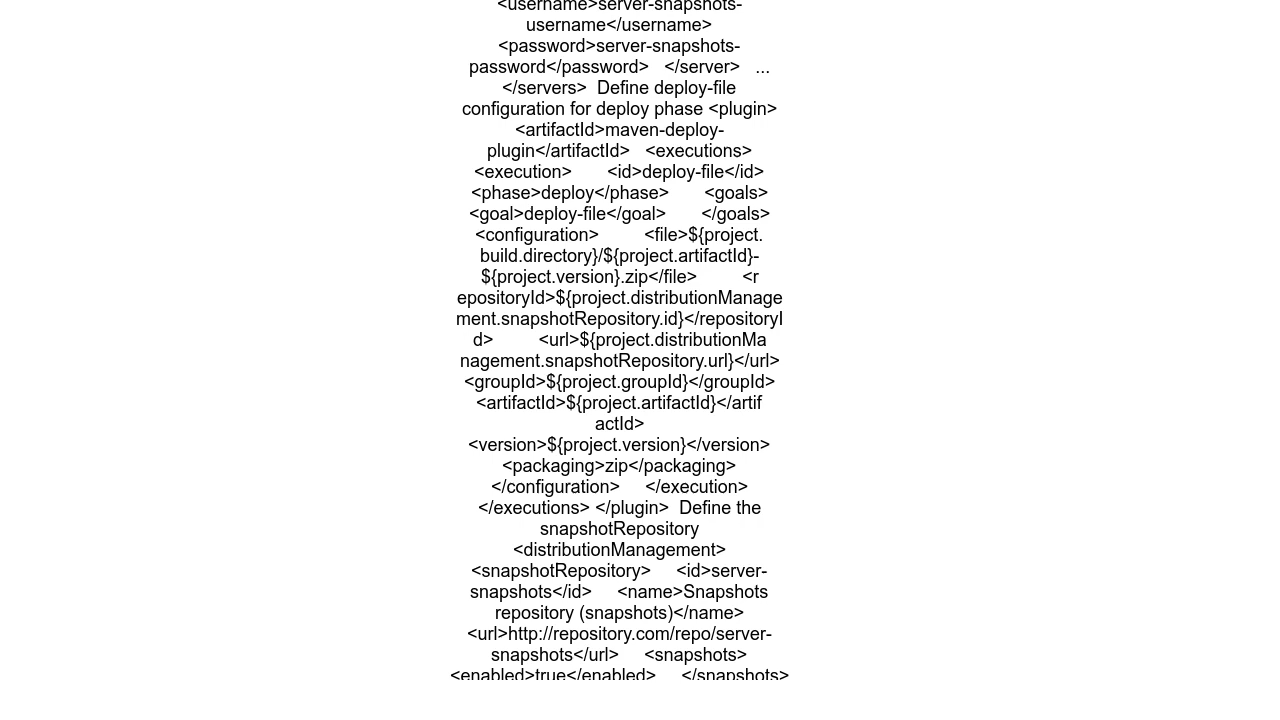 <username>server-snapshots-
username</username>
<password>server-snapshots-
password</password>   </server>   ...
</servers>  Define deploy-file
configuration for deploy phase <plugin>
<artifactId>maven-deploy-
plugin</artifactId>   <executions>
<execution>       <id>deploy-file</id>
<phase>deploy</phase>       <goals>
<goal>deploy-file</goal>       </goals>
<configuration>         <file>${project.
build.directory}/${project.artifactId}-
${project.version}.zip</file>         <r
epositoryId>${project.distributionManage
ment.snapshotRepository.id}</repositoryI
d>         <url>${project.distributionMa
nagement.snapshotRepository.url}</url>
<groupId>${project.groupId}</groupId>
<artifactId>${project.artifactId}</artif
actId>
<version>${project.version}</version>
<packaging>zip</packaging>
</configuration>     </execution>
</executions> </plugin>  Define the
snapshotRepository
<distributionManagement>
<snapshotRepository>     <id>server-
snapshots</id>     <name>Snapshots
repository (snapshots)</name>
<url>http://repository.com/repo/server-
snapshots</url>     <snapshots>
<enabled>true</enabled>     </snapshots>